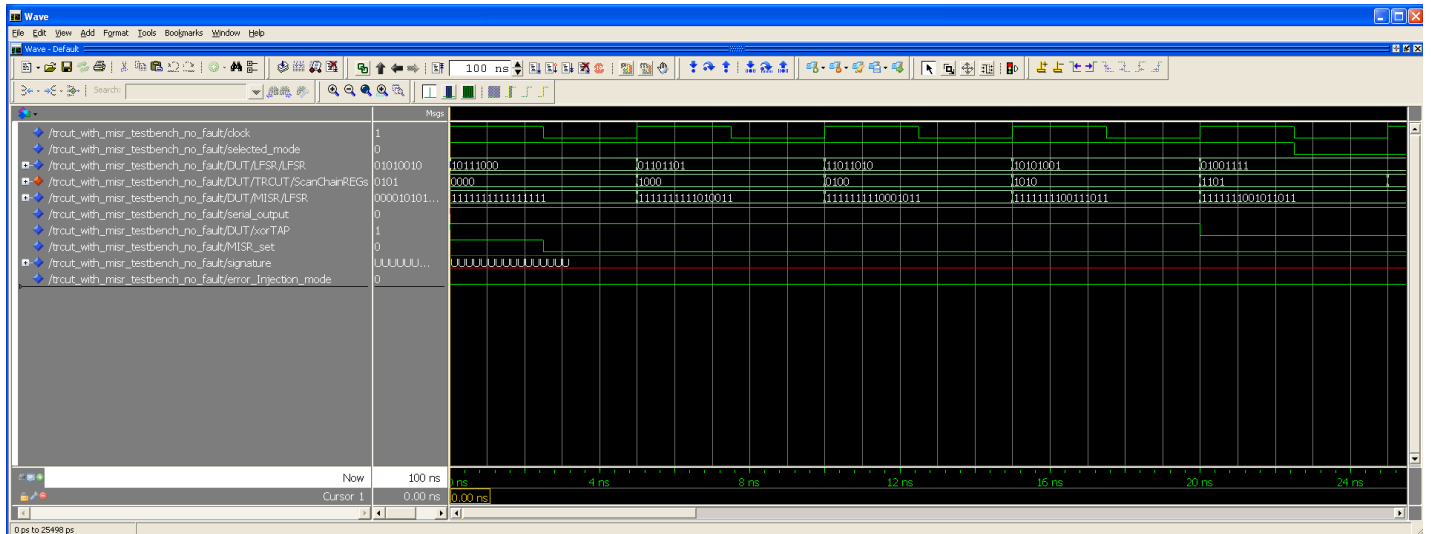 Wave
File Edit View Add Format Tools Bookmarks Window Help
Wave - Default
100 ns
Search:
Msgs
/trcut_with_misr_testbench_no_fault/clock 1
/trcut_with_misr_testbench_no_fault/selected_mode 0
/trcut_with_misr_testbench_no_fault/DUT/LFSR/LFSR 01010010 10111000 01101101 11011010 10101001 01001111
/trcut_with_misr_testbench_no_fault/DUT/TRCUT/ScanChainREGs 0101 0000 1000 0100 1010 1101
/trcut_with_misr_testbench_no_fault/DUT/MISR/LFSR 000010101... 1111111111111111 1111111111010011 1111111110001011 1111111100111011 1111111001011011
/trcut_with_misr_testbench_no_fault/serial_output 0
/trcut_with_misr_testbench_no_fault/DUT/xorTAP 1
/trcut_with_misr_testbench_no_fault/MISR_set 0
/trcut_with_misr_testbench_no_fault/signature UUUUU... UUUUUUUUUUUUUUUU
/trcut_with_misr_testbench_no_fault/error_Injection_mode 0
Now 100 ns ns 4 ns 8 ns 12 ns 16 ns 20 ns 24 ns
Cursor 1 0.00 ns 0.00 ns
0 ps to 25498 ps